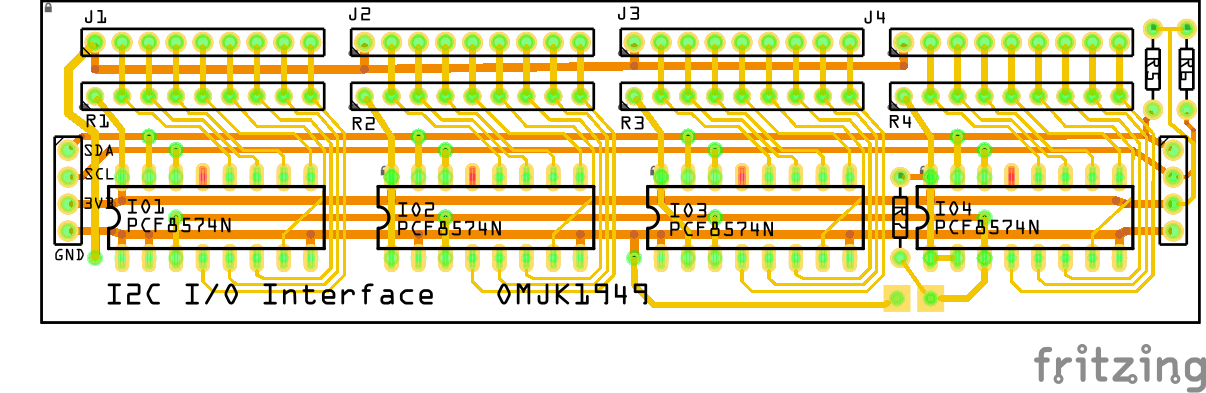 J1
J2
J3
J4
R5
R6
R1
R2
R3
R4
SDA
SCL
3V3
GND
IO1
PCF8574N
IO2
PCF8574N
IO3
PCF8574N
IO4
PCF8574N
I2C I/O Interface
OMJK1949
fritzing